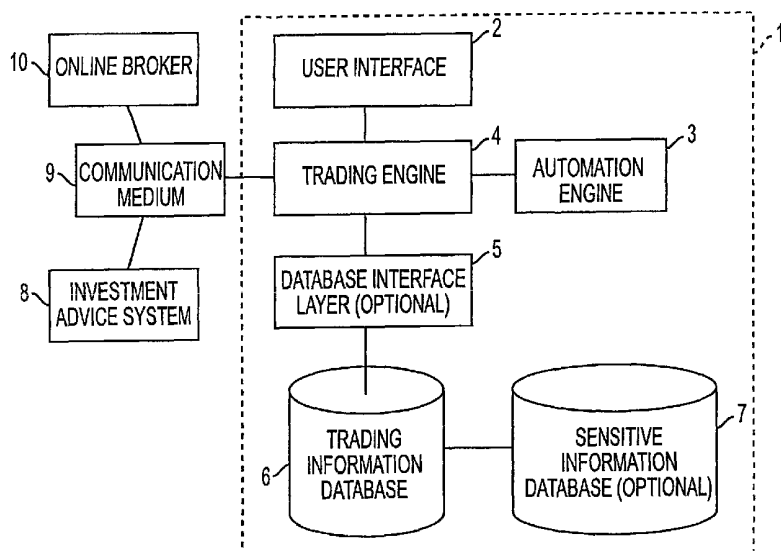 1
2
USER INTERFACE
10
ONLINE BROKER
4
TRADING ENGINE
3
AUTOMATION
ENGINE
9
COMMUNICATION
MEDIUM
5
DATABASE INTERFACE
LAYER (OPTIONAL)
8
INVESTMENT
ADVICE SYSTEM
6
TRADING
INFORMATION
DATABASE
7
SENSITIVE
INFORMATION
DATABASE (OPTIONAL)